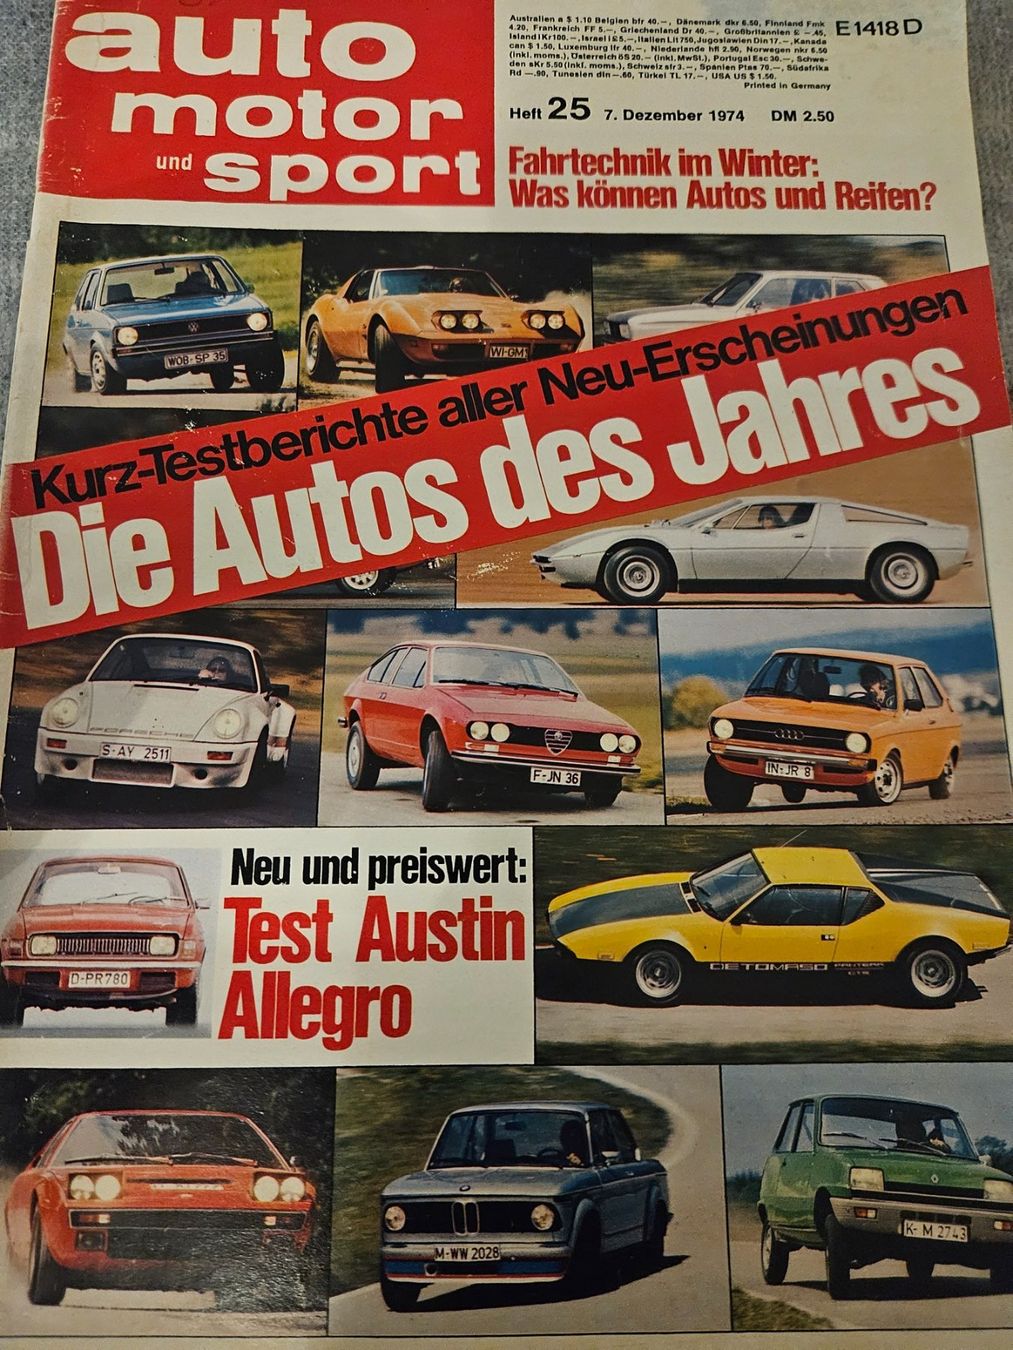 auto
motor
und sport
Australien a $ 1.10 Belgien bfr 40.–, Dänemark dkr 6.50, Finnland Fmk
4.20, Frankreich FF 5.–, Griechenland Dr 40.–, Großbritannien £ –.45,
Island IKr 100.–, Israel I£ 5.–, Italien Lit 750, Jugoslawien Din 17.–, Kanada
can $ 1.50, Luxemburg lfr 40.–, Niederlande hfl 2.90, Norwegen nkr 6.50
(inkl. moms.), Österreich öS 20.– (inkl. MwSt.), Portugal Esc 30.–, Schwe-
den sKr 5.50 (inkl. moms.), Schweiz sfr 3.–, Spanien Ptas 70.–, Südafrika
Rd –.90, Tunesien din –.60, Türkei TL 17.–, USA US $ 1.50.
Printed in Germany
E 1418 D
Heft 25 7. Dezember 1974 DM 2.50
Fahrtechnik im Winter:
Was können Autos und Reifen?
WOB-SP 35
WI-GM
Kurz-Testberichte aller Neu-Erscheinungen
Die Autos des Jahres
PORSCHE
S-AY 2511
F-JN 36
IN-JR 8
Neu und preiswert:
Test Austin
Allegro
D-PR780
DETOMASO PANTERA
GTS
M-WW 2028
K-M 2743